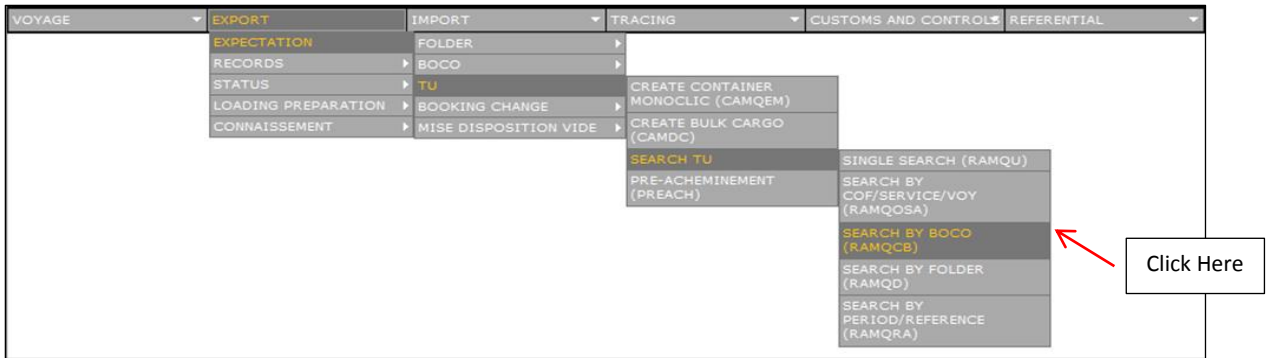 VOYAGE
EXPORT
IMPORT
TRACING
CUSTOMS AND CONTROLS
REFERENTIAL
EXPECTATION
RECORDS
STATUS
LOADING PREPARATION
CONNAISSEMENT
FOLDER
BOCO
TU
BOOKING CHANGE
MISE DISPOSITION VIDE
CREATE CONTAINER
MONOCLIC (CAMQEM)
CREATE BULK CARGO
(CAMDC)
SEARCH TU
PRE-ACHEMINEMENT
(PREACH)
SINGLE SEARCH (RAMQU)
SEARCH BY
COF/SERVICE/VOY
(RAMQOSA)
SEARCH BY BOCO
(RAMQCB)
SEARCH BY FOLDER
(RAMQD)
SEARCH BY
PERIOD/REFERENCE
(RAMQRA)
Click Here